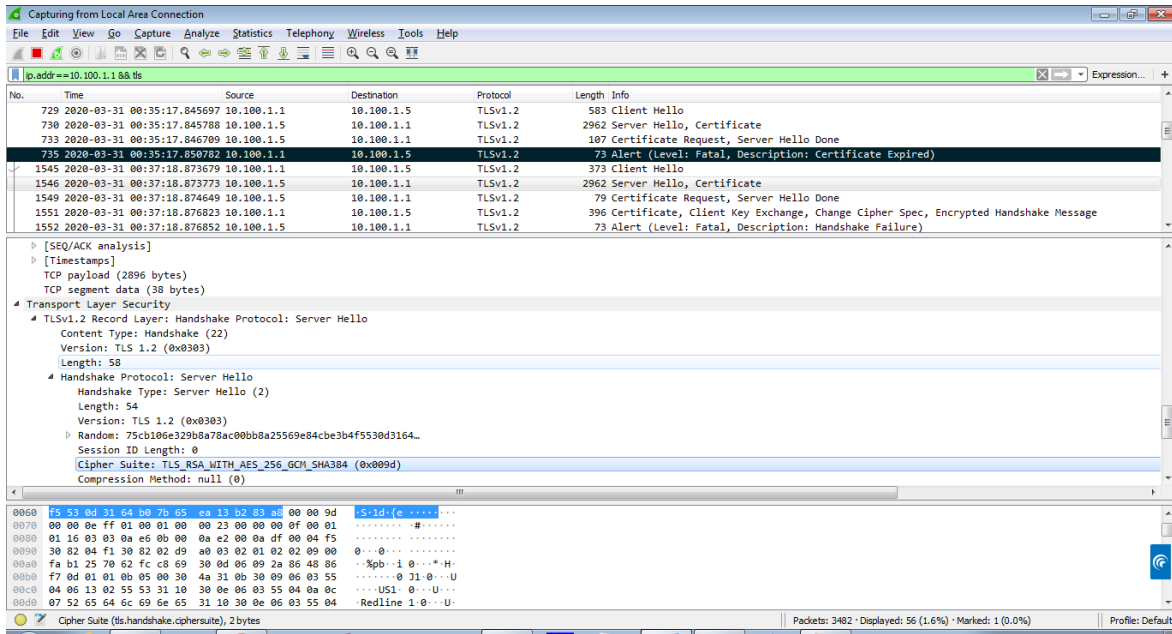 Capturing from Local Area Connection
File Edit View Go Capture Analyze Statistics Telephony Wireless Tools Help
ip.addr==10.100.1.1 && tls Expression... +
No. Time Source Destination Protocol Length Info
729 2020-03-31 00:35:17.845697 10.100.1.1 10.100.1.5 TLSv1.2 583 Client Hello
730 2020-03-31 00:35:17.845788 10.100.1.5 10.100.1.1 TLSv1.2 2962 Server Hello, Certificate
733 2020-03-31 00:35:17.846709 10.100.1.5 10.100.1.1 TLSv1.2 107 Certificate Request, Server Hello Done
735 2020-03-31 00:35:17.850782 10.100.1.1 10.100.1.5 TLSv1.2 73 Alert (Level: Fatal, Description: Certificate Expired)
1545 2020-03-31 00:37:18.873679 10.100.1.1 10.100.1.5 TLSv1.2 373 Client Hello
1546 2020-03-31 00:37:18.873773 10.100.1.5 10.100.1.1 TLSv1.2 2962 Server Hello, Certificate
1549 2020-03-31 00:37:18.874649 10.100.1.5 10.100.1.1 TLSv1.2 79 Certificate Request, Server Hello Done
1551 2020-03-31 00:37:18.876823 10.100.1.1 10.100.1.5 TLSv1.2 396 Certificate, Client Key Exchange, Change Cipher Spec, Encrypted Handshake Message
1552 2020-03-31 00:37:18.876852 10.100.1.5 10.100.1.1 TLSv1.2 73 Alert (Level: Fatal, Description: Handshake Failure)
[SEQ/ACK analysis]
[Timestamps]
TCP payload (2896 bytes)
TCP segment data (38 bytes)
Transport Layer Security
TLSv1.2 Record Layer: Handshake Protocol: Server Hello
Content Type: Handshake (22)
Version: TLS 1.2 (0x0303)
Length: 58
Handshake Protocol: Server Hello
Handshake Type: Server Hello (2)
Length: 54
Version: TLS 1.2 (0x0303)
Random: 75cb106e329b8a78ac00bb8a25569e84cbe3b4f5530d3164…
Session ID Length: 0
Cipher Suite: TLS_RSA_WITH_AES_256_GCM_SHA384 (0x009d)
Compression Method: null (0)
0060 f5 53 0d 31 64 b0 7b 65 ea 13 b2 83 a8 00 00 9d ·S·1d·{e ········
0070 00 00 0e ff 01 00 01 00 00 23 00 00 00 0f 00 01 ········ ·#······
0080 01 16 03 03 0a e6 0b 00 0a e2 00 0a df 00 04 f5 ········ ········
0090 30 82 04 f1 30 82 02 d9 a0 03 02 01 02 02 09 00 0···0··· ········
00a0 fa b1 25 70 62 fc c8 69 30 0d 06 09 2a 86 48 86 ··%pb··i 0···*·H·
00b0 f7 0d 01 01 0b 05 00 30 4a 31 0b 30 09 06 03 55 ·······0 J1·0···U
00c0 04 06 13 02 55 53 31 10 30 0e 06 03 55 04 0a 0c ····US1· 0···U···
00d0 07 52 65 64 6c 69 6e 65 31 10 30 0e 06 03 55 04 ·Redline 1·0···U·
Cipher Suite (tls.handshake.ciphersuite), 2 bytes Packets: 3482 · Displayed: 56 (1.6%) · Marked: 1 (0.0%) Profile: Default